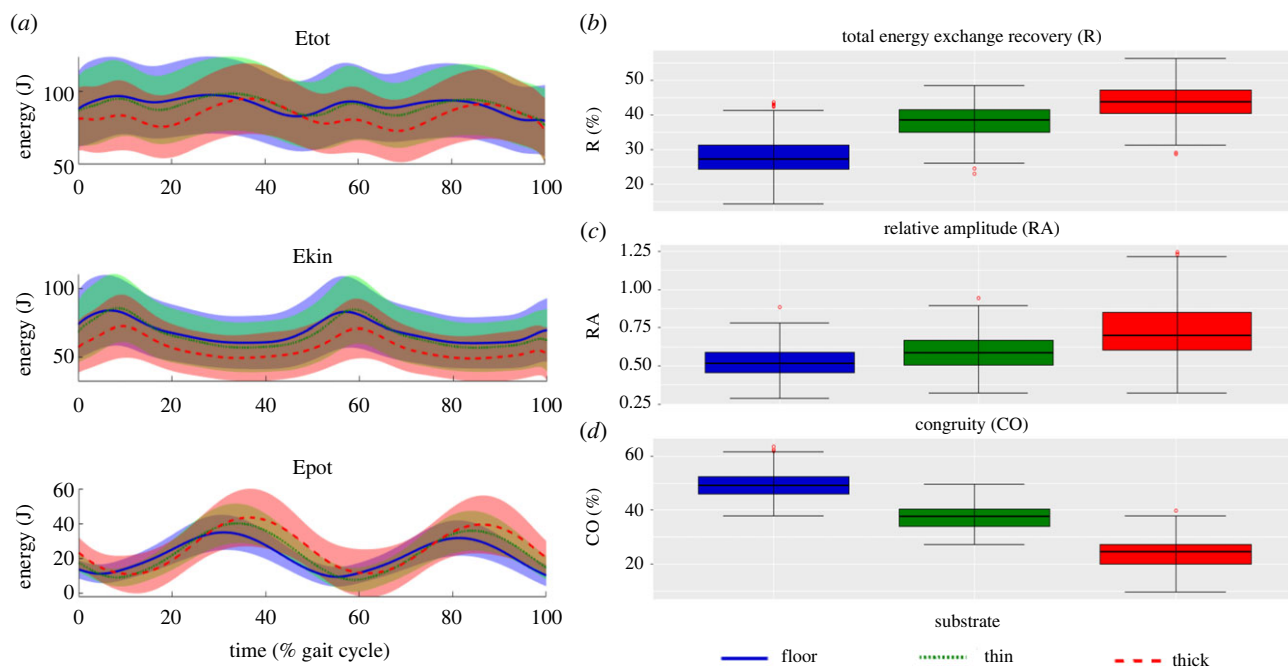 (a)
Etot
energy (J)
100
50
0 20 40 60 80 100
Ekin
energy (J)
100
50
0 20 40 60 80 100
Epot
energy (J)
60
40
20
0
0 20 40 60 80 100
time (% gait cycle)
(b)
total energy exchange recovery (R)
R (%)
50
40
30
20
(c)
relative amplitude (RA)
RA
1.25
1.00
0.75
0.50
0.25
(d)
congruity (CO)
CO (%)
60
40
20
substrate
floor thin thick